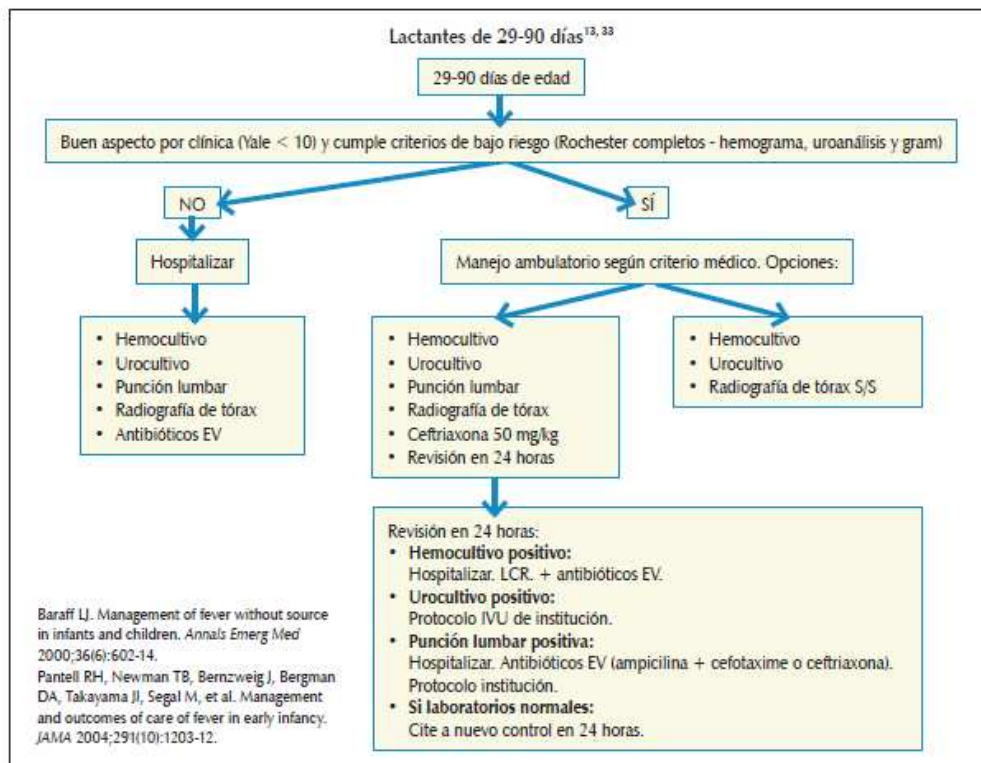 Lactantes de 29-90 días13, 33
29-90 días de edad
Buen aspecto por clínica (Yale < 10) y cumple criterios de bajo riesgo (Rochester completos - hemograma, uroanálisis y gram)
NO
SÍ
Hospitalizar
Manejo ambulatorio según criterio médico. Opciones:
• Hemocultivo
• Urocultivo
• Punción lumbar
• Radiografía de tórax
• Antibióticos EV
• Hemocultivo
• Urocultivo
• Punción lumbar
• Radiografía de tórax
• Ceftriaxona 50 mg/kg
• Revisión en 24 horas
• Hemocultivo
• Urocultivo
• Radiografía de tórax S/S
Revisión en 24 horas:
• Hemocultivo positivo:
Hospitalizar. LCR. + antibióticos EV.
• Urocultivo positivo:
Protocolo IVU de institución.
• Punción lumbar positiva:
Hospitalizar. Antibióticos EV (ampicilina + cefotaxime o ceftriaxona).
Protocolo institución.
• Si laboratorios normales:
Cite a nuevo control en 24 horas.
Baraff LJ. Management of fever without source
in infants and children. Annals Emerg Med
2000;36(6):602-14.
Pantell RH, Newman TB, Bernzweig J, Bergman
DA, Takayama JI, Segal M, et al. Management
and outcomes of care of fever in early infancy.
JAMA 2004;291(10):1203-12.